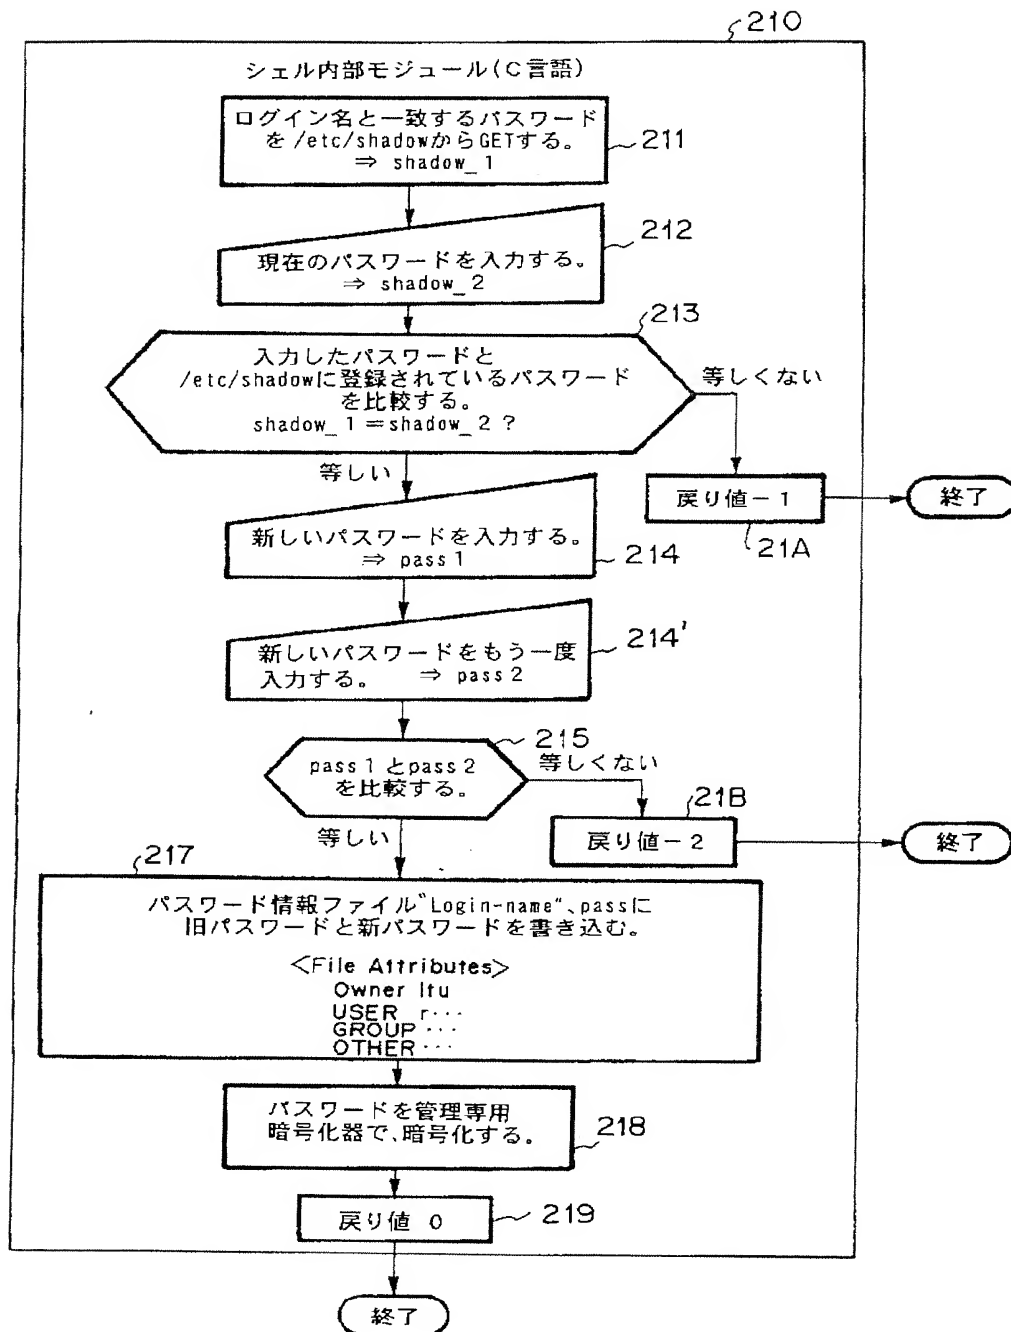 210
シェル内部モジュール(C言語)
ログイン名と一致するパスワード
を/etc/shadowからGETする。
⇒ shadow_1
211
212
現在のパスワードを入力する。
⇒ shadow_2
213
入力したパスワードと
/etc/shadowに登録されているパスワード
を比較する。
shadow_1=shadow_2?
等しくない
等しい
戻り値-1
終了
21A
新しいパスワードを入力する。
⇒ pass1
214
新しいパスワードをもう一度
入力する。 ⇒ pass2
214'
215
pass1とpass2
を比較する。
等しくない
等しい
21B
戻り値-2
終了
217
パスワード情報ファイル"Login-name"、passに
旧パスワードと新パスワードを書き込む。
<File Attributes>
Owner ltu
USER r···
GROUP ···
OTHER ···
パスワードを管理専用
暗号化器で、暗号化する。
218
戻り値 0
219
終了